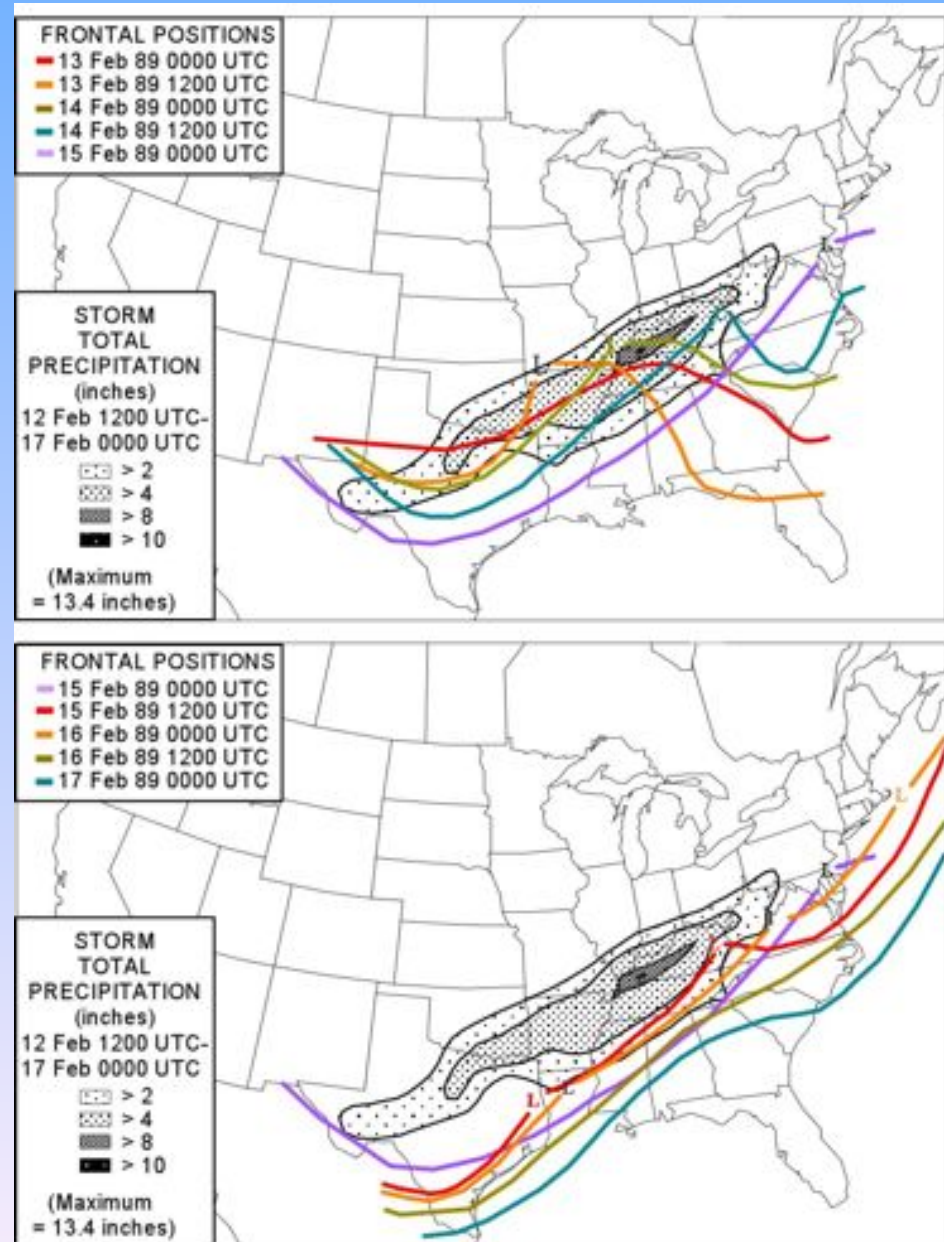 FRONTAL POSITIONS
13 Feb 89 0000 UTC
13 Feb 89 1200 UTC
14 Feb 89 0000 UTC
14 Feb 89 1200 UTC
15 Feb 89 0000 UTC
STORM
TOTAL
PRECIPITATION
(inches)
12 Feb 1200 UTC-
17 Feb 0000 UTC
> 2
> 4
> 8
> 10
(Maximum
= 13.4 inches)
L
L
FRONTAL POSITIONS
15 Feb 89 0000 UTC
15 Feb 89 1200 UTC
16 Feb 89 0000 UTC
16 Feb 89 1200 UTC
17 Feb 89 0000 UTC
L
L
STORM
TOTAL
PRECIPITATION
(inches)
12 Feb 1200 UTC-
17 Feb 0000 UTC
> 2
> 4
> 8
> 10
(Maximum
= 13.4 inches)
L
L